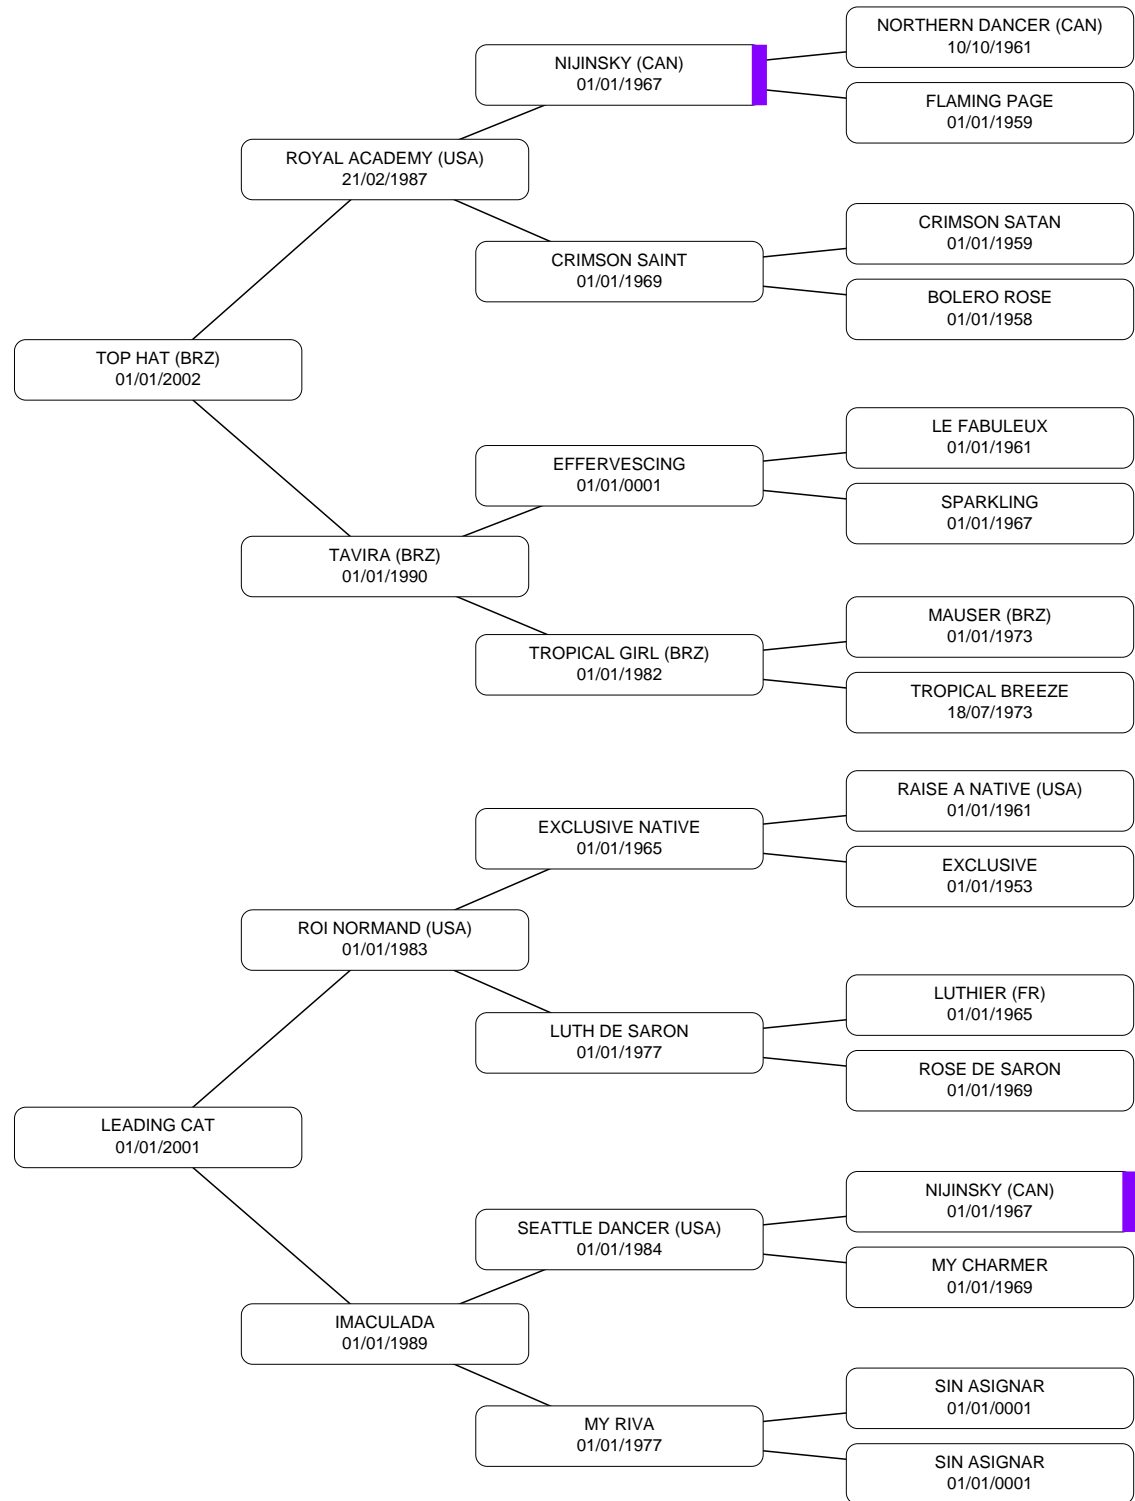 NORTHERN DANCER (CAN)
10/10/1961
NIJINSKY (CAN)
01/01/1967
FLAMING PAGE
01/01/1959
ROYAL ACADEMY (USA)
21/02/1987
CRIMSON SATAN
01/01/1959
CRIMSON SAINT
01/01/1969
BOLERO ROSE
01/01/1958
TOP HAT (BRZ)
01/01/2002
LE FABULEUX
01/01/1961
EFFERVESCING
01/01/0001
SPARKLING
01/01/1967
TAVIRA (BRZ)
01/01/1990
MAUSER (BRZ)
01/01/1973
TROPICAL GIRL (BRZ)
01/01/1982
TROPICAL BREEZE
18/07/1973
RAISE A NATIVE (USA)
01/01/1961
EXCLUSIVE NATIVE
01/01/1965
EXCLUSIVE
01/01/1953
ROI NORMAND (USA)
01/01/1983
LUTHIER (FR)
01/01/1965
LUTH DE SARON
01/01/1977
ROSE DE SARON
01/01/1969
LEADING CAT
01/01/2001
NIJINSKY (CAN)
01/01/1967
SEATTLE DANCER (USA)
01/01/1984
MY CHARMER
01/01/1969
IMACULADA
01/01/1989
SIN ASIGNAR
01/01/0001
MY RIVA
01/01/1977
SIN ASIGNAR
01/01/0001